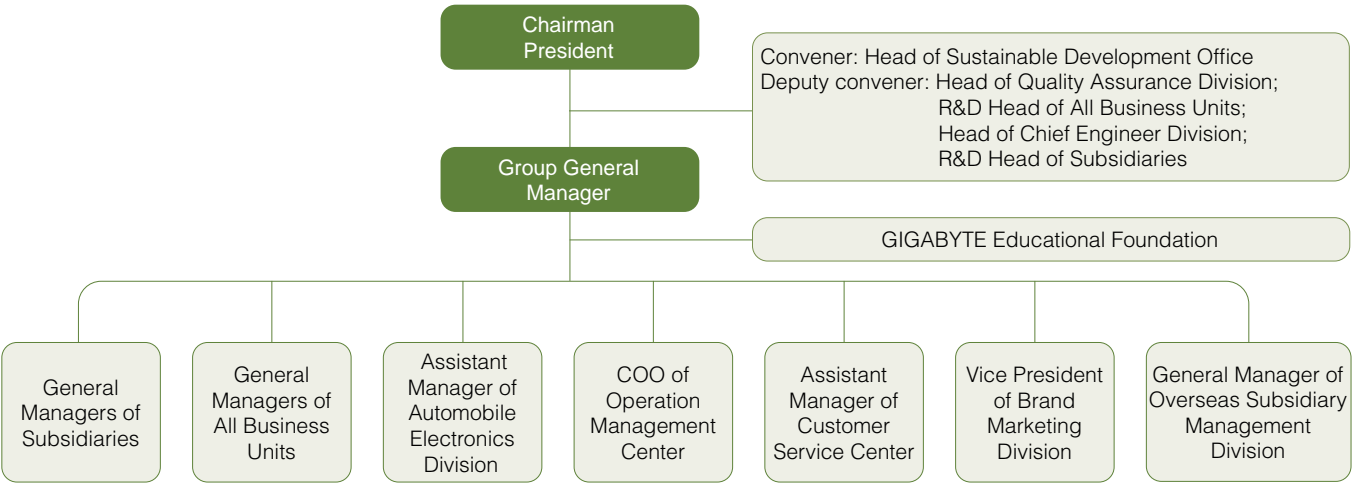 Chairman
President
Convener: Head of Sustainable Development Office
Deputy convener: Head of Quality Assurance Division;
R&D Head of All Business Units;
Head of Chief Engineer Division;
R&D Head of Subsidiaries
Group General
Manager
GIGABYTE Educational Foundation
General
Managers of
Subsidiaries
General
Managers of
All Business
Units
Assistant
Manager of
Automobile
Electronics
Division
COO of
Operation
Management
Center
Assistant
Manager of
Customer
Service Center
Vice President
of Brand
Marketing
Division
General Manager of
Overseas Subsidiary
Management
Division